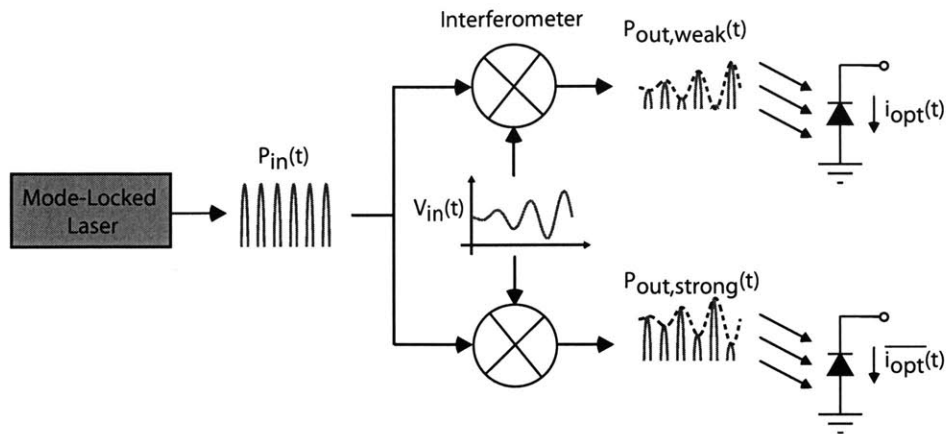 Interferometer
Pout,weak(t)
iopt(t)
Pin(t)
Mode-Locked
Laser
Vin(t)
Pout,strong(t)
iopt(t)